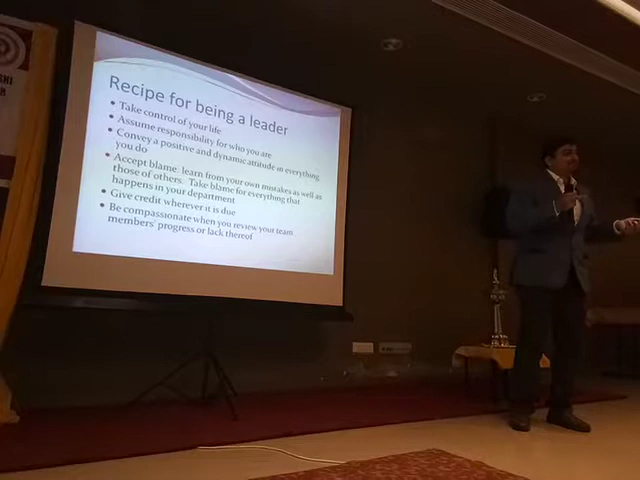 Recipe for being a leader
• Take control of your life
• Assume responsibility for who you are
• Convey a positive and dynamic attitude in everything
you do
• Accept blame: learn from your own mistakes as well as
those of others. Take blame for everything that
happens in your department
• Give credit wherever it is due
• Be compassionate when you review your team
members' progress or lack thereof